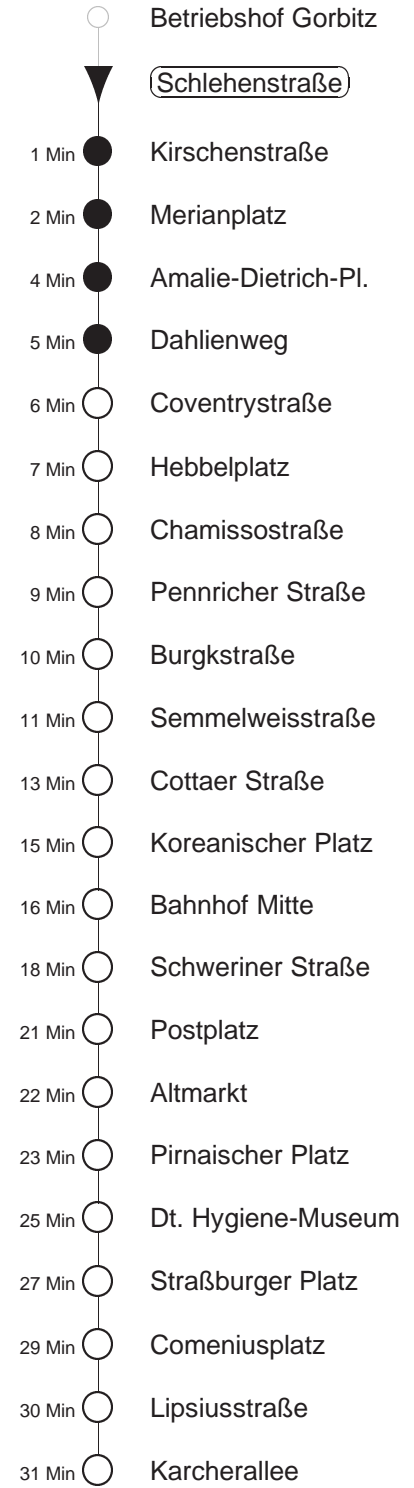 Betriebshof Gorbitz
Schlehenstraße
1 Min Kirschenstraße
2 Min Merianplatz
4 Min Amalie-Dietrich-Pl.
5 Min Dahlienweg
6 Min Coventrystraße
7 Min Hebbelplatz
8 Min Chamissostraße
9 Min Pennricher Straße
10 Min Burgkstraße
11 Min Semmelweisstraße
13 Min Cottaer Straße
15 Min Koreanischer Platz
16 Min Bahnhof Mitte
18 Min Schweriner Straße
21 Min Postplatz
22 Min Altmarkt
23 Min Pirnaischer Platz
25 Min Dt. Hygiene-Museum
27 Min Straßburger Platz
29 Min Comeniusplatz
30 Min Lipsiusstraße
31 Min Karcherallee